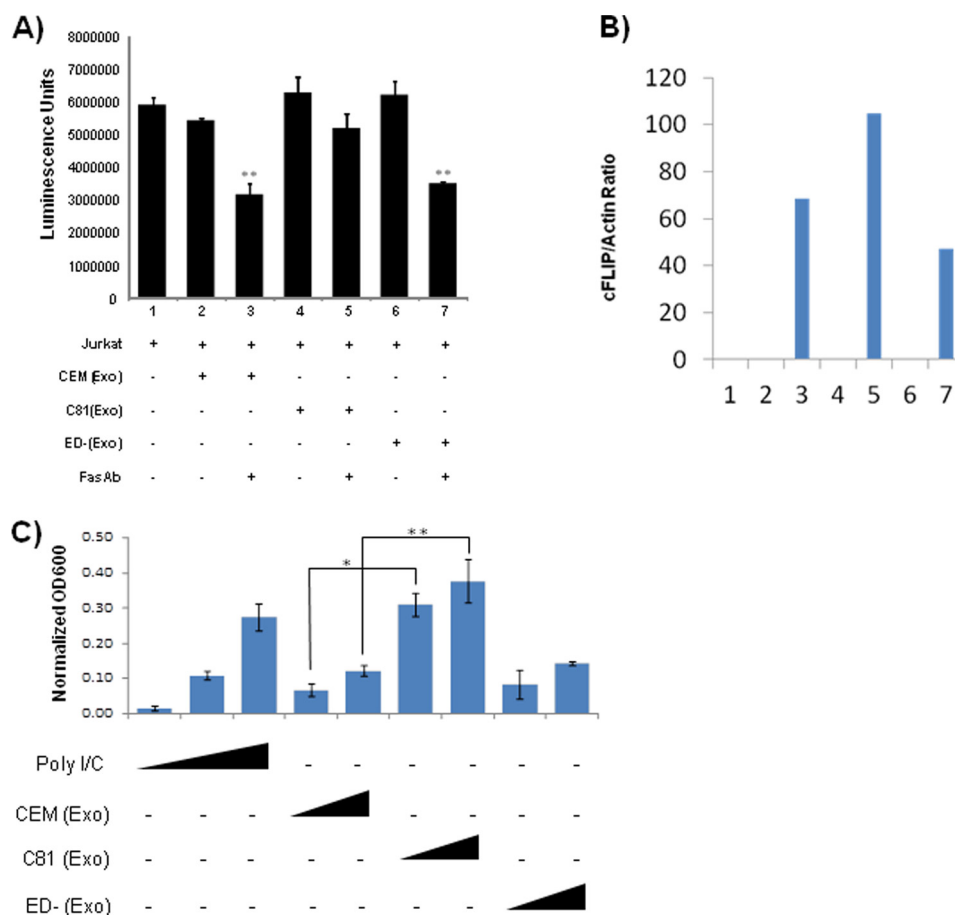 A)
Luminescence Units
8000000
7000000
6000000
5000000
4000000
3000000
2000000
1000000
0
** **
1 2 3 4 5 6 7
Jurkat + + + + + + +
CEM (Exo) - + + - - - -
C81(Exo) - - - + + - -
ED-(Exo) - - - - - + +
Fas Ab - - + - + - +
B)
cFLIP/Actin Ratio
120
100
80
60
40
20
0
1 2 3 4 5 6 7
C)
Normalized OD600
0.50
0.40
0.30
0.20
0.10
0.00
* **
Poly I/C - - - - - -
CEM (Exo) - - - - - - -
C81 (Exo) - - - - - - -
ED- (Exo) - - - - - - -